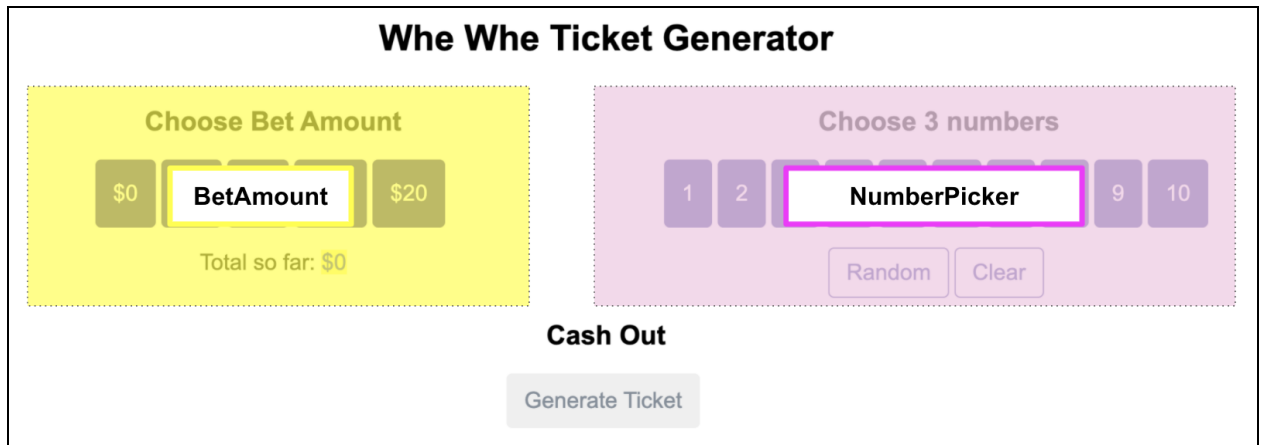 Whe Whe Ticket Generator
Choose Bet Amount
$0 $20
BetAmount
Total so far: $0
Choose 3 numbers
1 2 9 10
NumberPicker
Random Clear
Cash Out
Generate Ticket